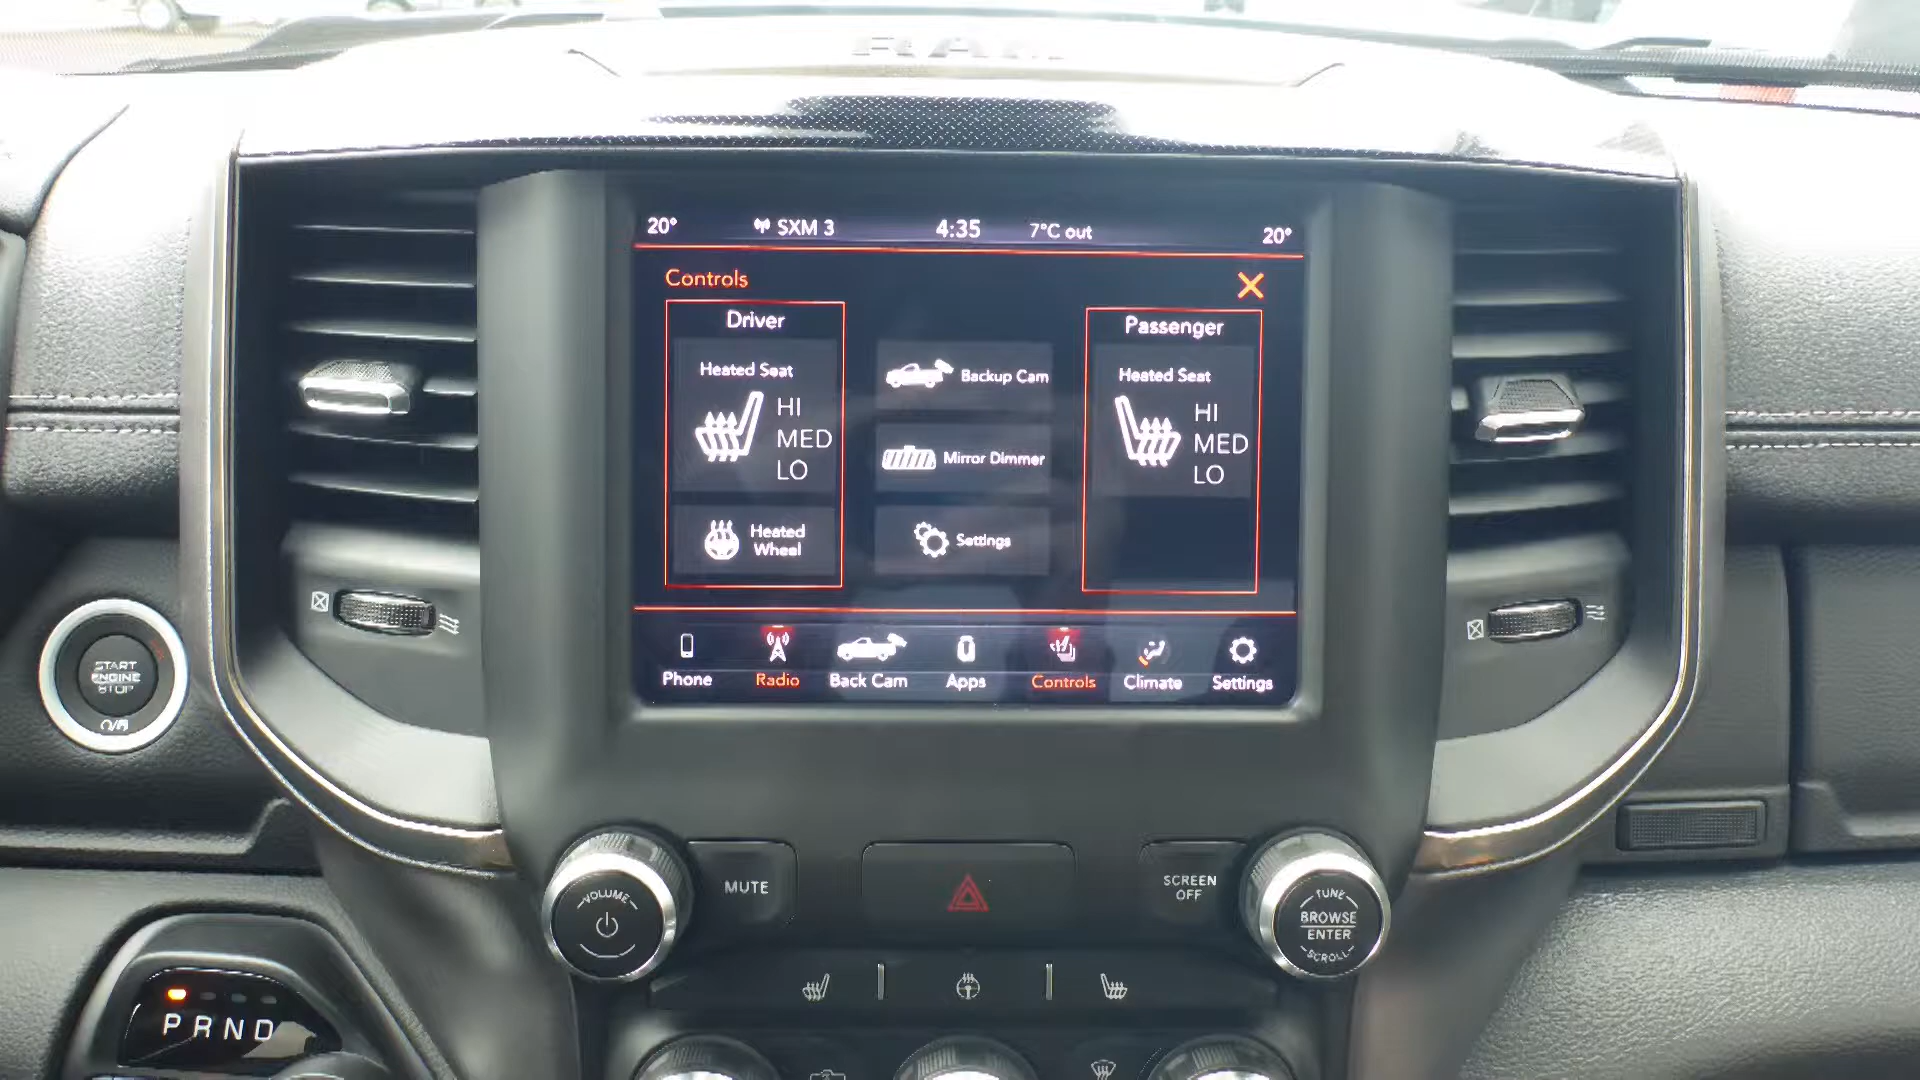 RAM
20°
SXM 3
4:35
7°C out
20°
Controls
Driver
Passenger
Heated Seat
HI
MED
LO
Backup Cam
Heated Seat
HI
MED
LO
Mirror Dimmer
Heated
Wheel
Settings
Phone
Radio
Back Cam
Apps
Controls
Climate
Settings
START
ENGINE
STOP
VOLUME
MUTE
SCREEN
OFF
TUNE
BROWSE
ENTER
SCROLL
PRND